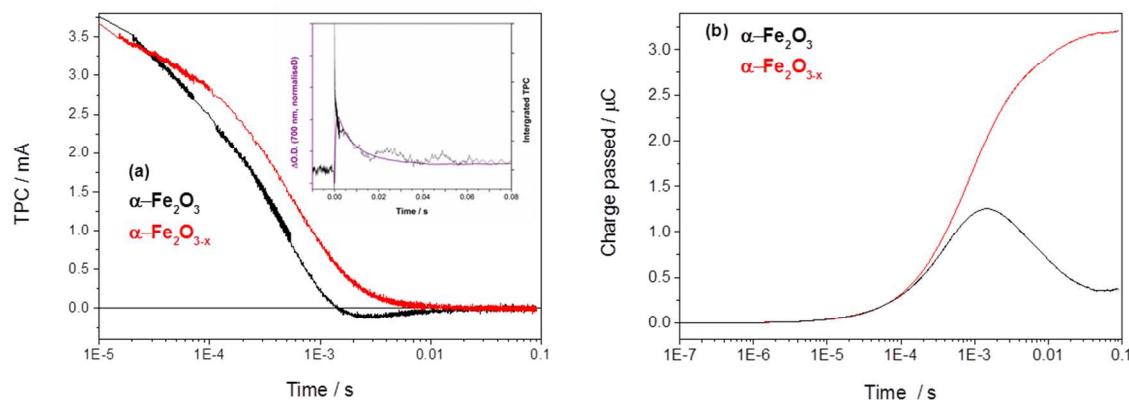 3.5
3.0
2.5
2.0
1.5
1.0
0.5
0.0
TPC / mA
(a)
α–Fe₂O₃
α–Fe₂O₃₋ₓ
1E-5 1E-4 1E-3 0.01 0.1
Time / s
ΔO.D. (700 nm, normaliseD)
Intergrated TPC
0.00 0.02 0.04 0.06 0.08
Time / s
(b)
α–Fe₂O₃
α–Fe₂O₃₋ₓ
3.0
2.5
2.0
1.5
1.0
0.5
0.0
Charge passed / μC
1E-7 1E-6 1E-5 1E-4 1E-3 0.01 0.1
Time / s